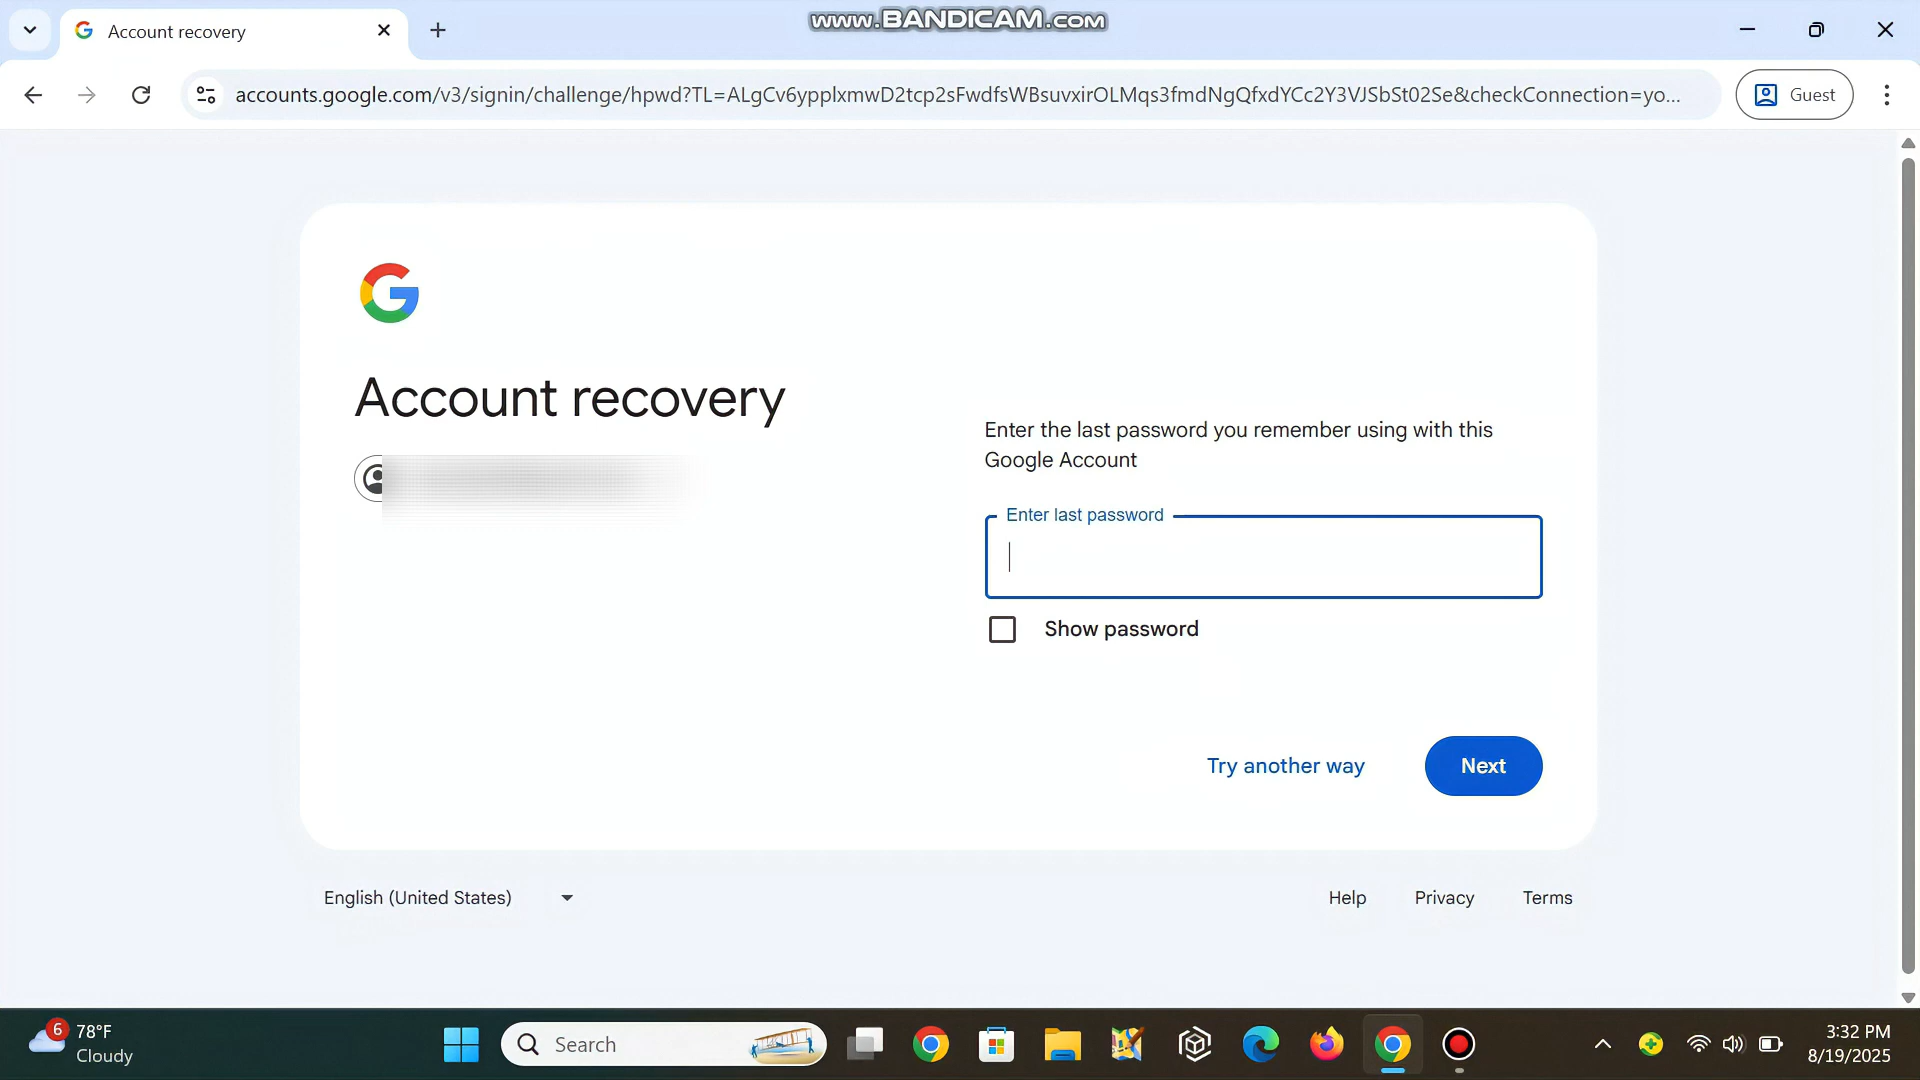 Account recovery
www.BANDICAM.com
accounts.google.com/v3/signin/challenge/hpwd?TL=ALgCv6ypplxmwD2tcp2sFwdfsWBsuvxirOLMqs3fmdNgQfxdYCc2Y3VJSbSt02Se&checkConnection=yo...
Guest
Account recovery
Enter the last password you remember using with this
Google Account
Enter last password
Show password
Try another way
Next
English (United States)
Help
Privacy
Terms
6
78°F
Cloudy
Search
3:32 PM
8/19/2025